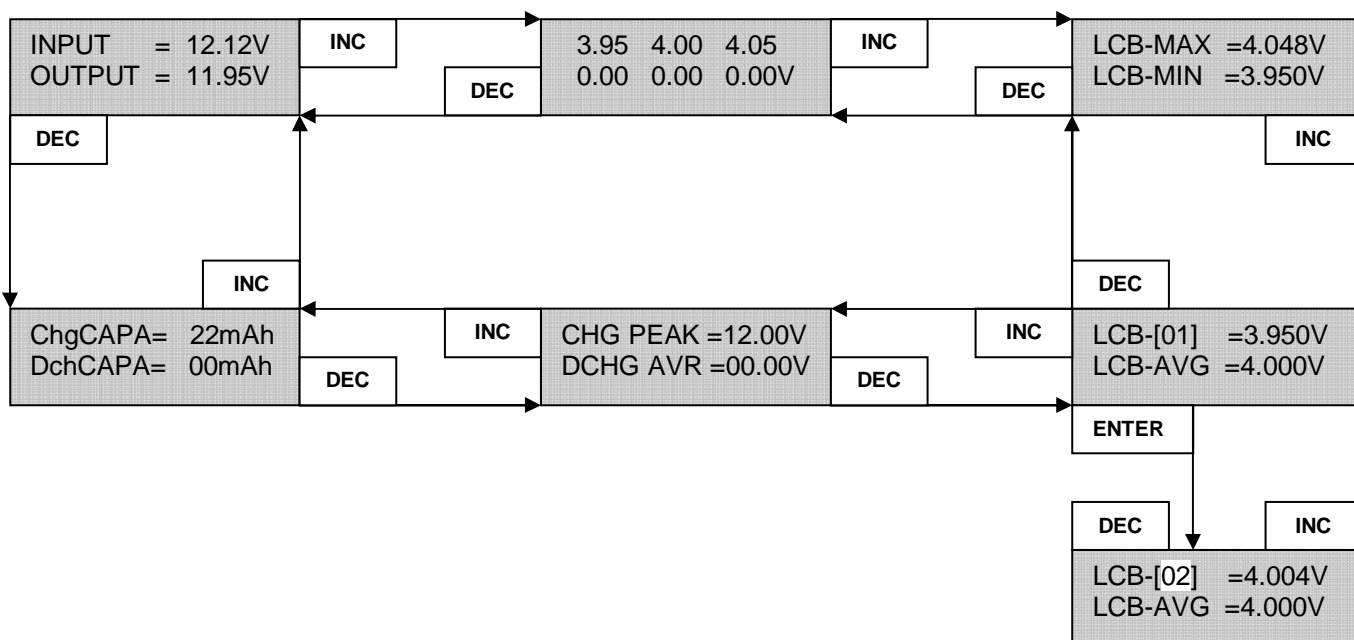 INPUT = 12.12V
OUTPUT = 11.95V
INC
DEC
3.95 4.00 4.05
0.00 0.00 0.00V
INC
DEC
LCB-MAX =4.048V
LCB-MIN =3.950V
DEC
INC
INC
DEC
ChgCAPA= 22mAh
DchCAPA= 00mAh
INC
DEC
CHG PEAK =12.00V
DCHG AVR =00.00V
INC
DEC
LCB-[01] =3.950V
LCB-AVG =4.000V
ENTER
DEC
INC
LCB-[02] =4.004V
LCB-AVG =4.000V